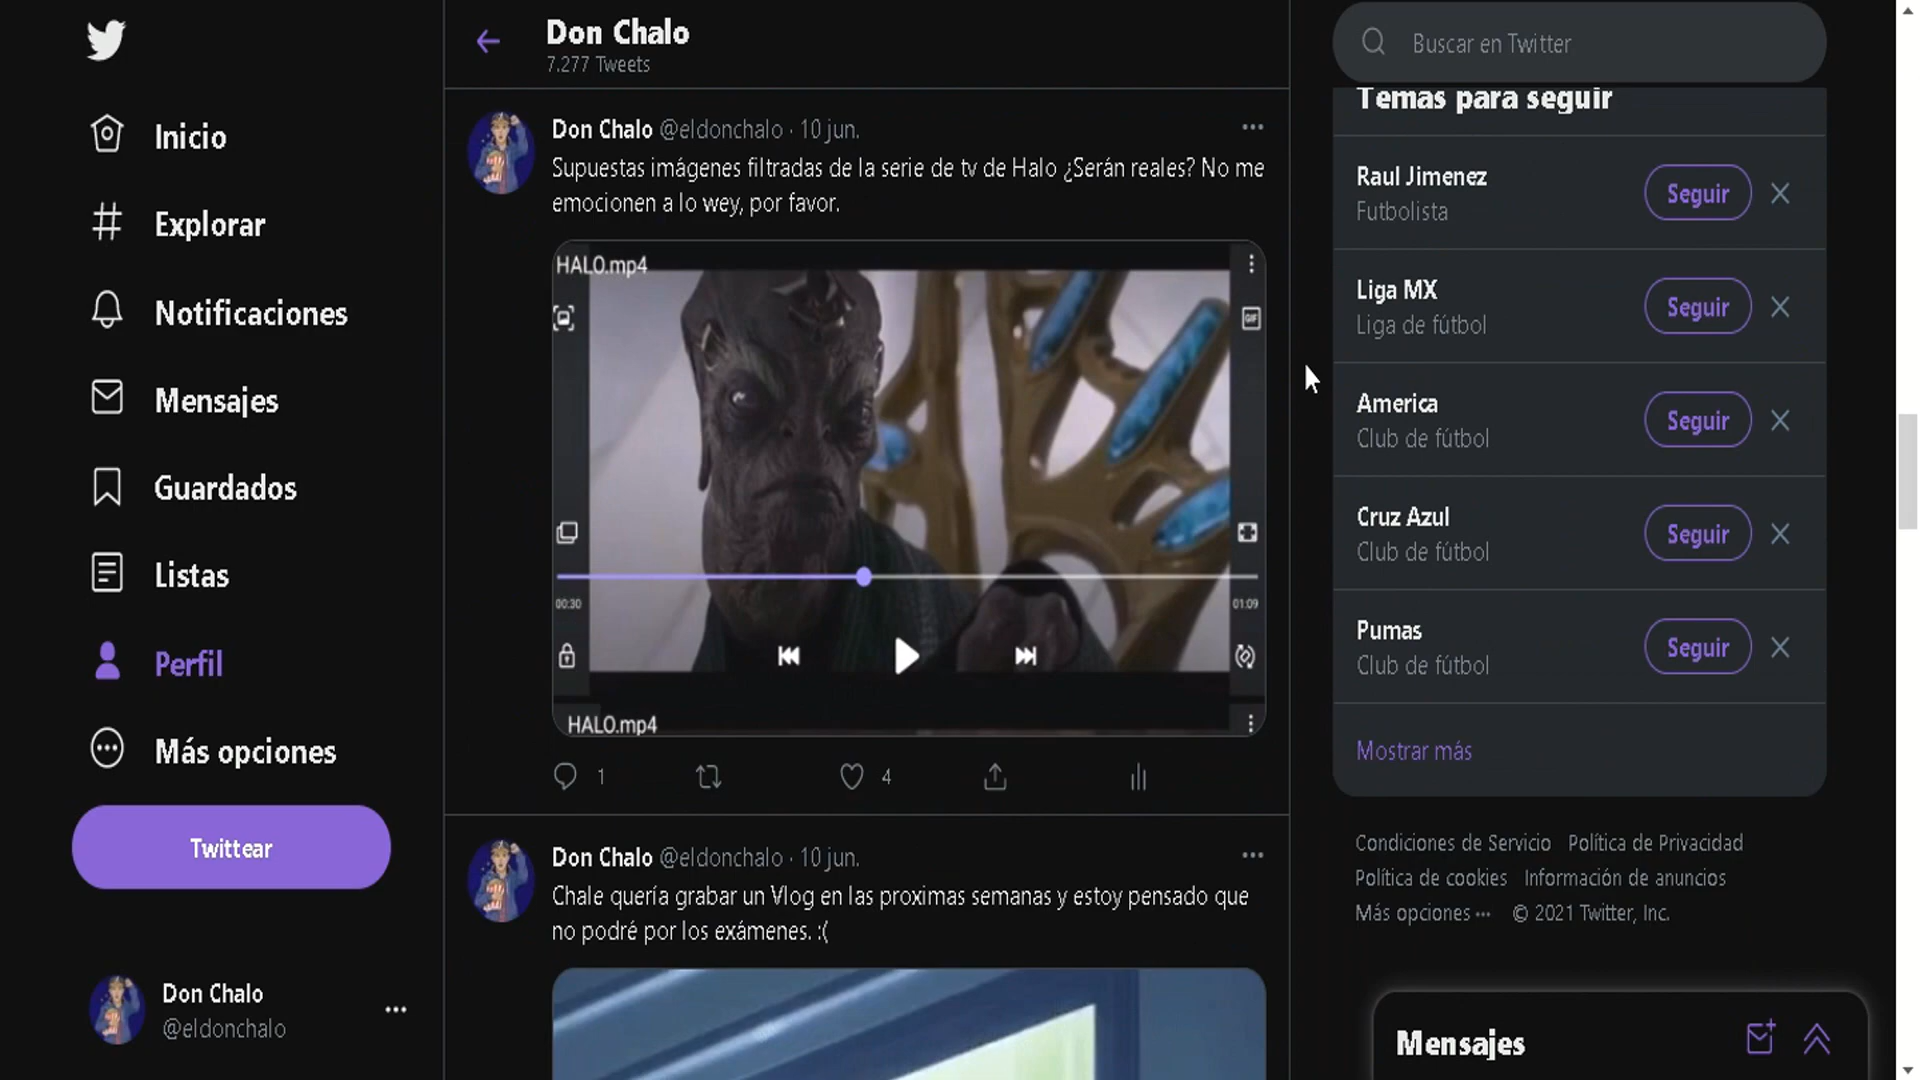 Inicio
Explorar
Notificaciones
Mensajes
Guardados
Listas
Perfil
Más opciones
Twittear
Don Chalo
@eldonchalo
Don Chalo
7.277 Tweets
Don Chalo @eldonchalo · 10 jun.
Supuestas imágenes filtradas de la serie de tv de Halo ¿Serán reales? No me
emocionen a lo wey, por favor.
HALO.mp4
GIF
00:30
01:09
HALO.mp4
1
4
Don Chalo @eldonchalo · 10 jun.
Chale quería grabar un Vlog en las proximas semanas y estoy pensado que
no podré por los exámenes. :(
Buscar en Twitter
Temas para seguir
Raul Jimenez
Futbolista
Seguir
Liga MX
Liga de fútbol
Seguir
America
Club de fútbol
Seguir
Cruz Azul
Club de fútbol
Seguir
Pumas
Club de fútbol
Seguir
Mostrar más
Condiciones de Servicio Política de Privacidad
Política de cookies Información de anuncios
Más opciones ··· © 2021 Twitter, Inc.
Mensajes